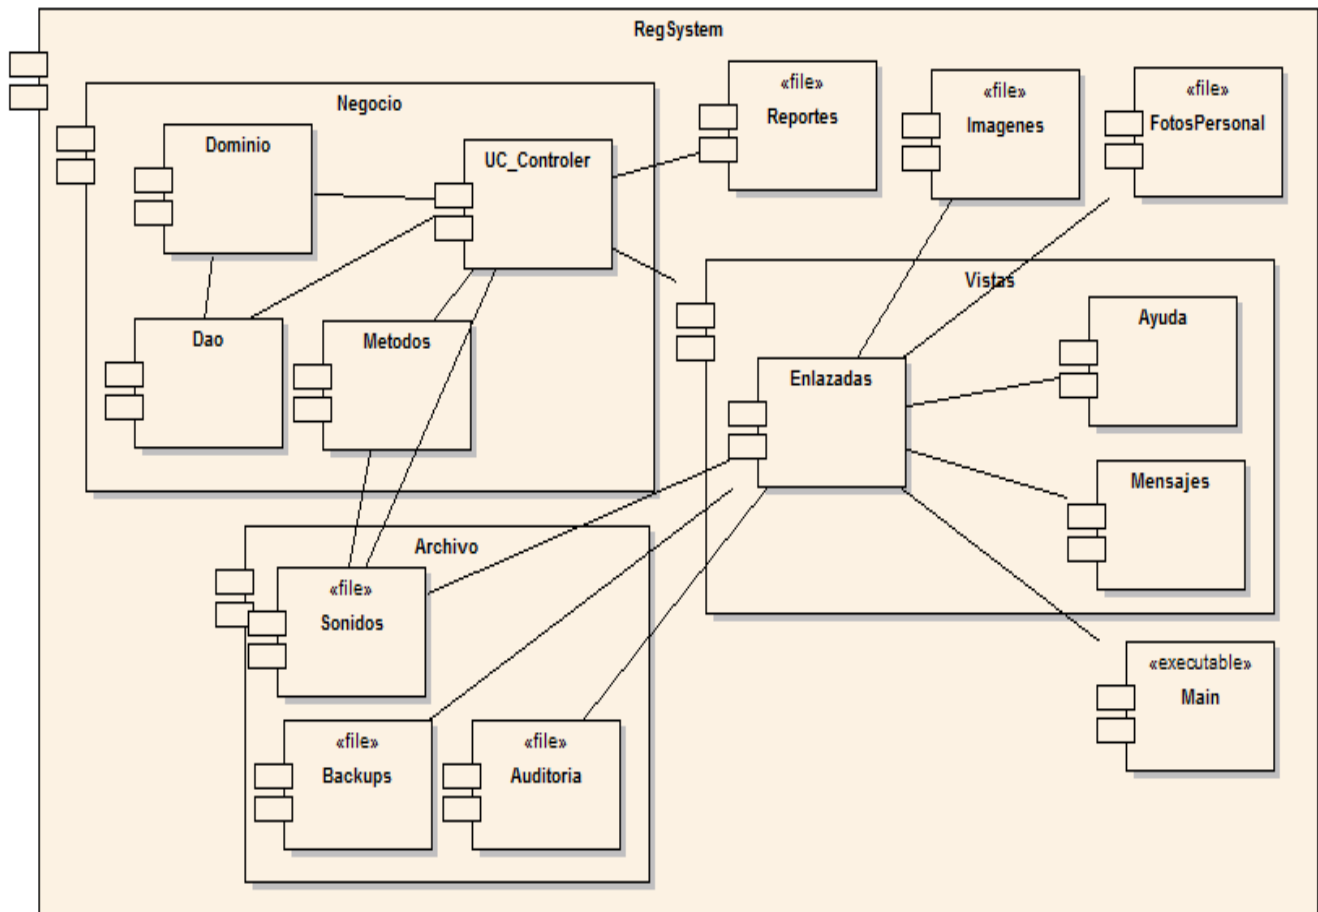 RegSystem
Negocio
Dominio
UC_Controler
Dao
Metodos
«file»
Reportes
«file»
Imagenes
«file»
FotosPersonal
Vistas
Ayuda
Enlazadas
Mensajes
Archivo
«file»
Sonidos
«file»
Backups
«file»
Auditoria
«executable»
Main